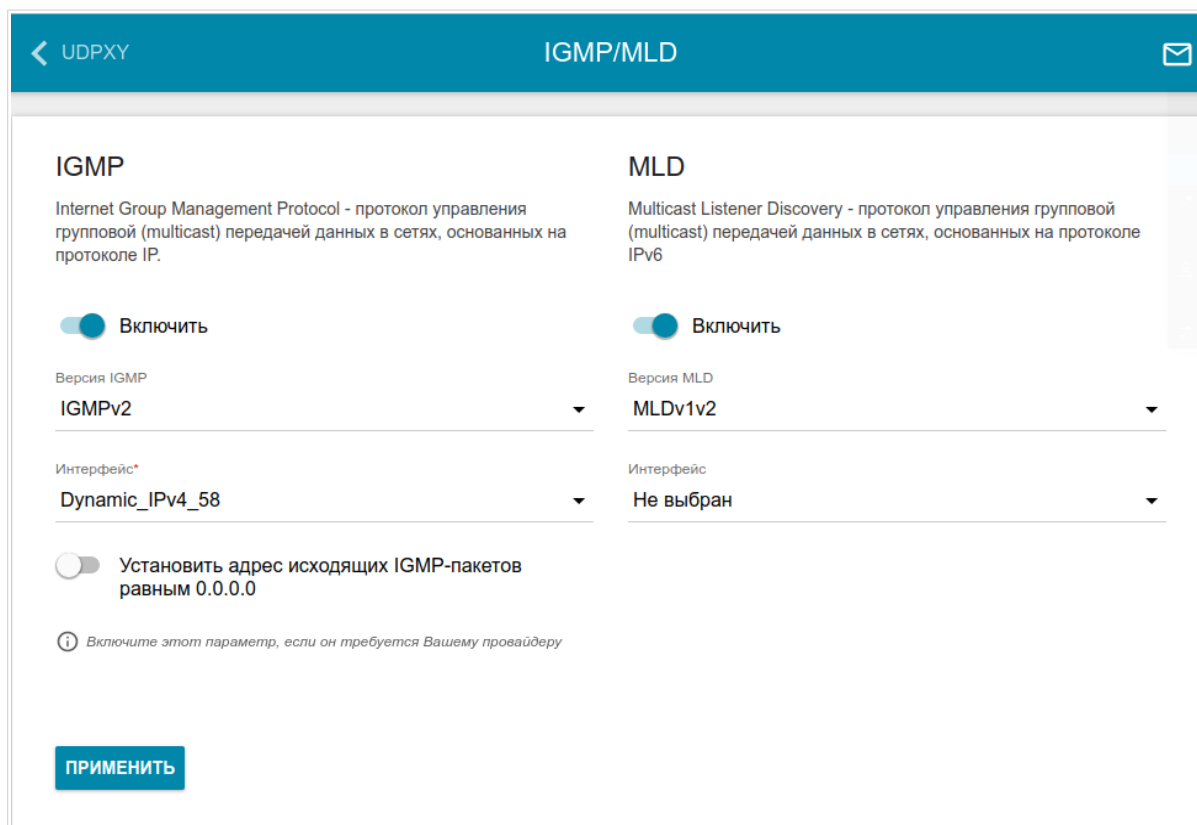 UDPXY
IGMP/MLD
IGMP
Internet Group Management Protocol - протокол управления
групповой (multicast) передачей данных в сетях, основанных на
протоколе IP.
Включить
Версия IGMP
IGMPv2
Интерфейс*
Dynamic_IPv4_58
Установить адрес исходящих IGMP-пакетов
равным 0.0.0.0
Включите этот параметр, если он требуется Вашему провайдеру
MLD
Multicast Listener Discovery - протокол управления групповой
(multicast) передачей данных в сетях, основанных на протоколе
IPv6
Включить
Версия MLD
MLDv1v2
Интерфейс
Не выбран
ПРИМЕНИТЬ